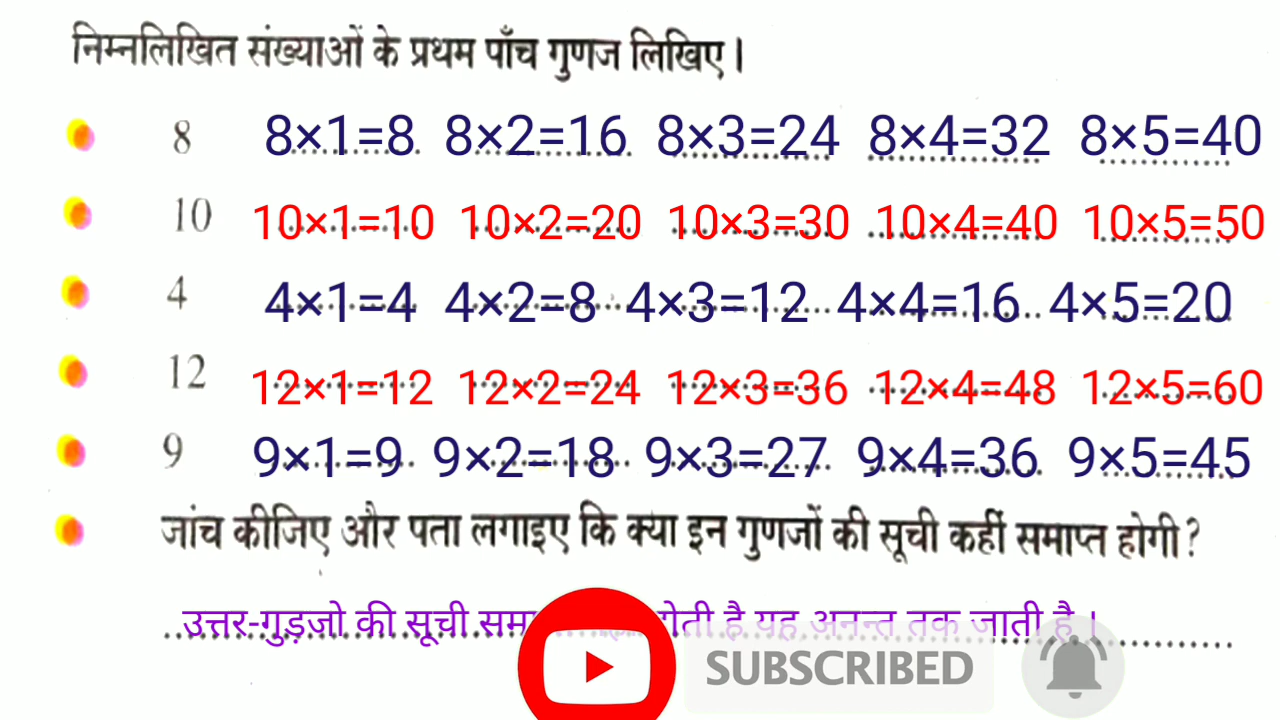 निम्नलिखित संख्याओं के प्रथम पाँच गुणज लिखिए।
8 8×1=8 8×2=16 8×3=24 8×4=32 8×5=40
10 10×1=10 10×2=20 10×3=30 10×4=40 10×5=50
4 4×1=4 4×2=8 4×3=12 4×4=16 4×5=20
12 12×1=12 12×2=24 12×3=36 12×4=48 12×5=60
9 9×1=9 9×2=18 9×3=27 9×4=36 9×5=45
जांच कीजिए और पता लगाइए कि क्या इन गुणजों की सूची कहीं समाप्त होगी?
उत्तर-गुड़जो की सूची है यह अनन्त तक जाती है।
SUBSCRIBED